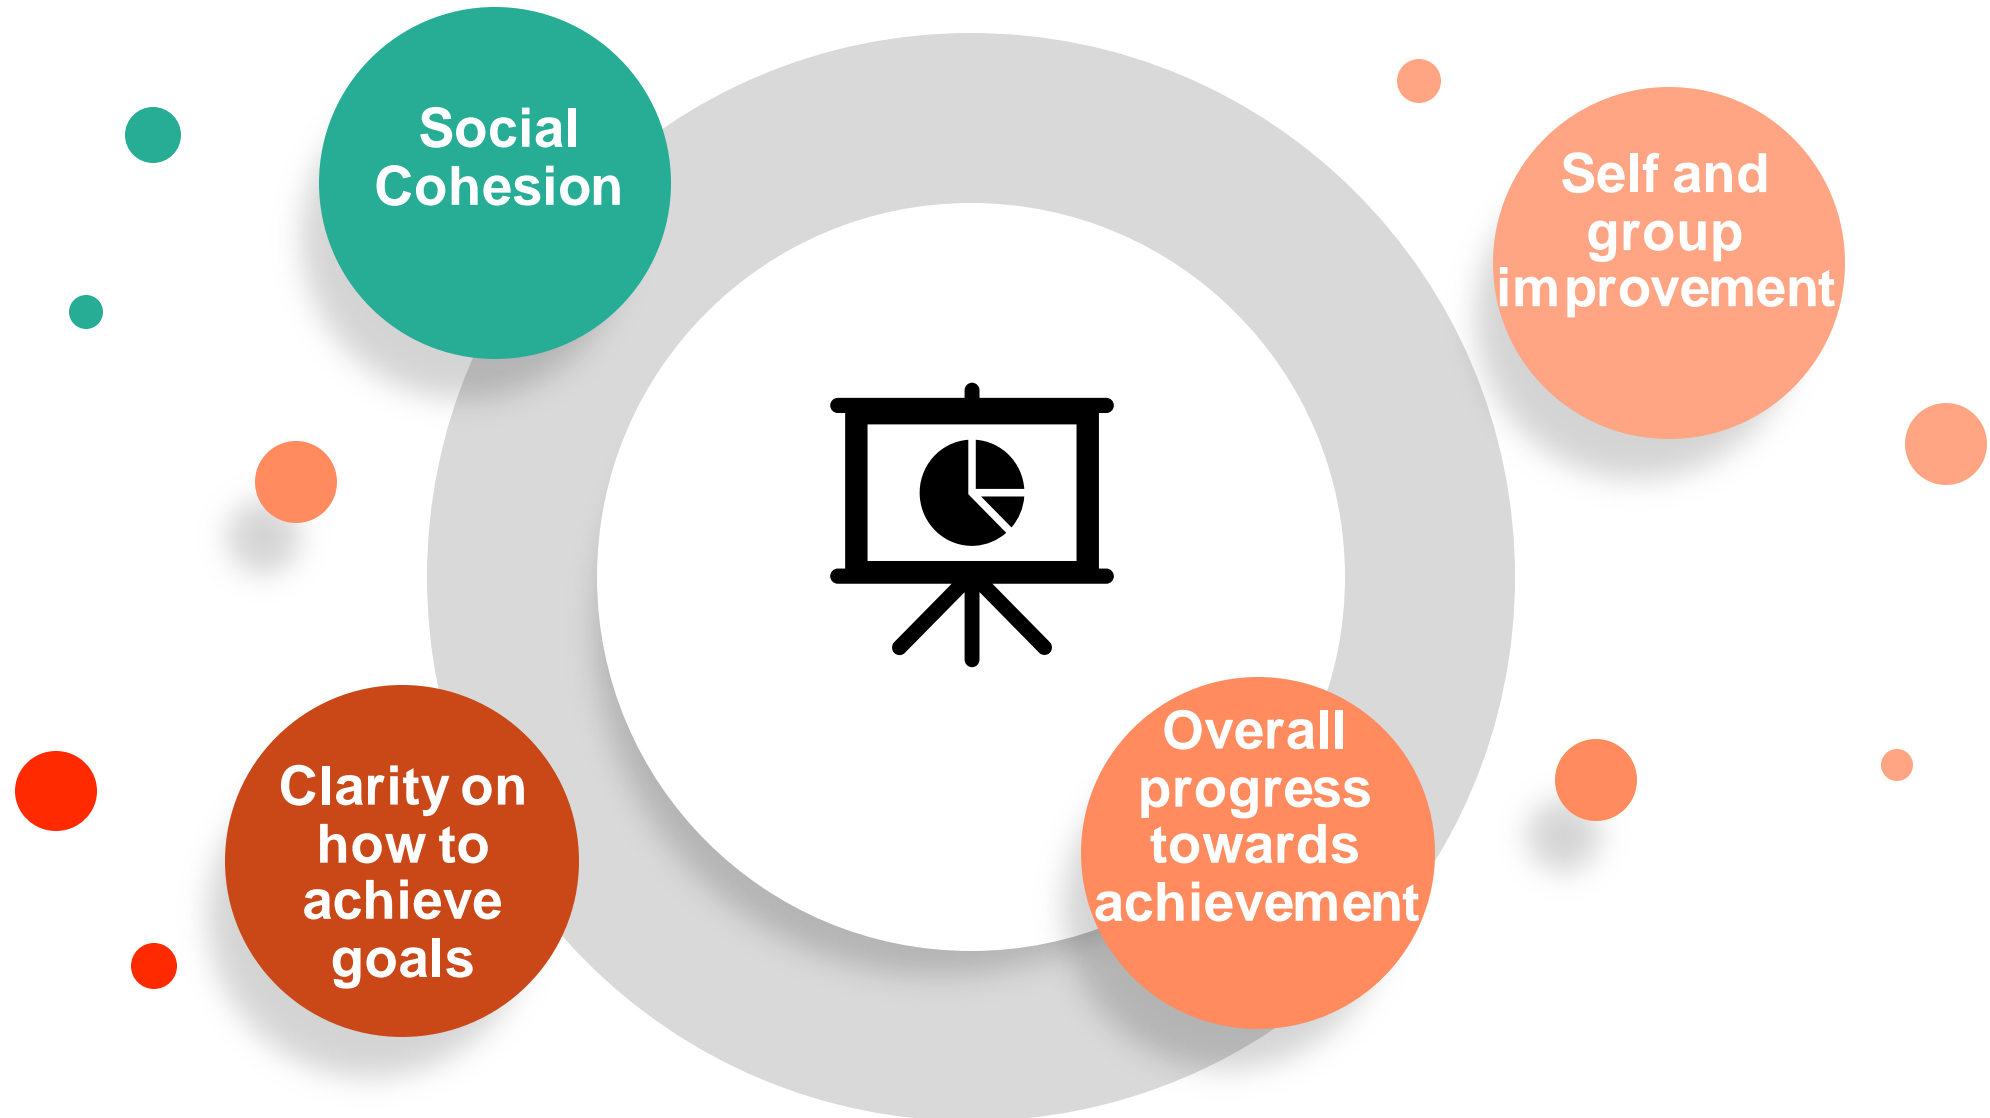 Social
Cohesion
Self and
group
improvement
Clarity on
how to
achieve
goals
Overall
progress
towards
achievement